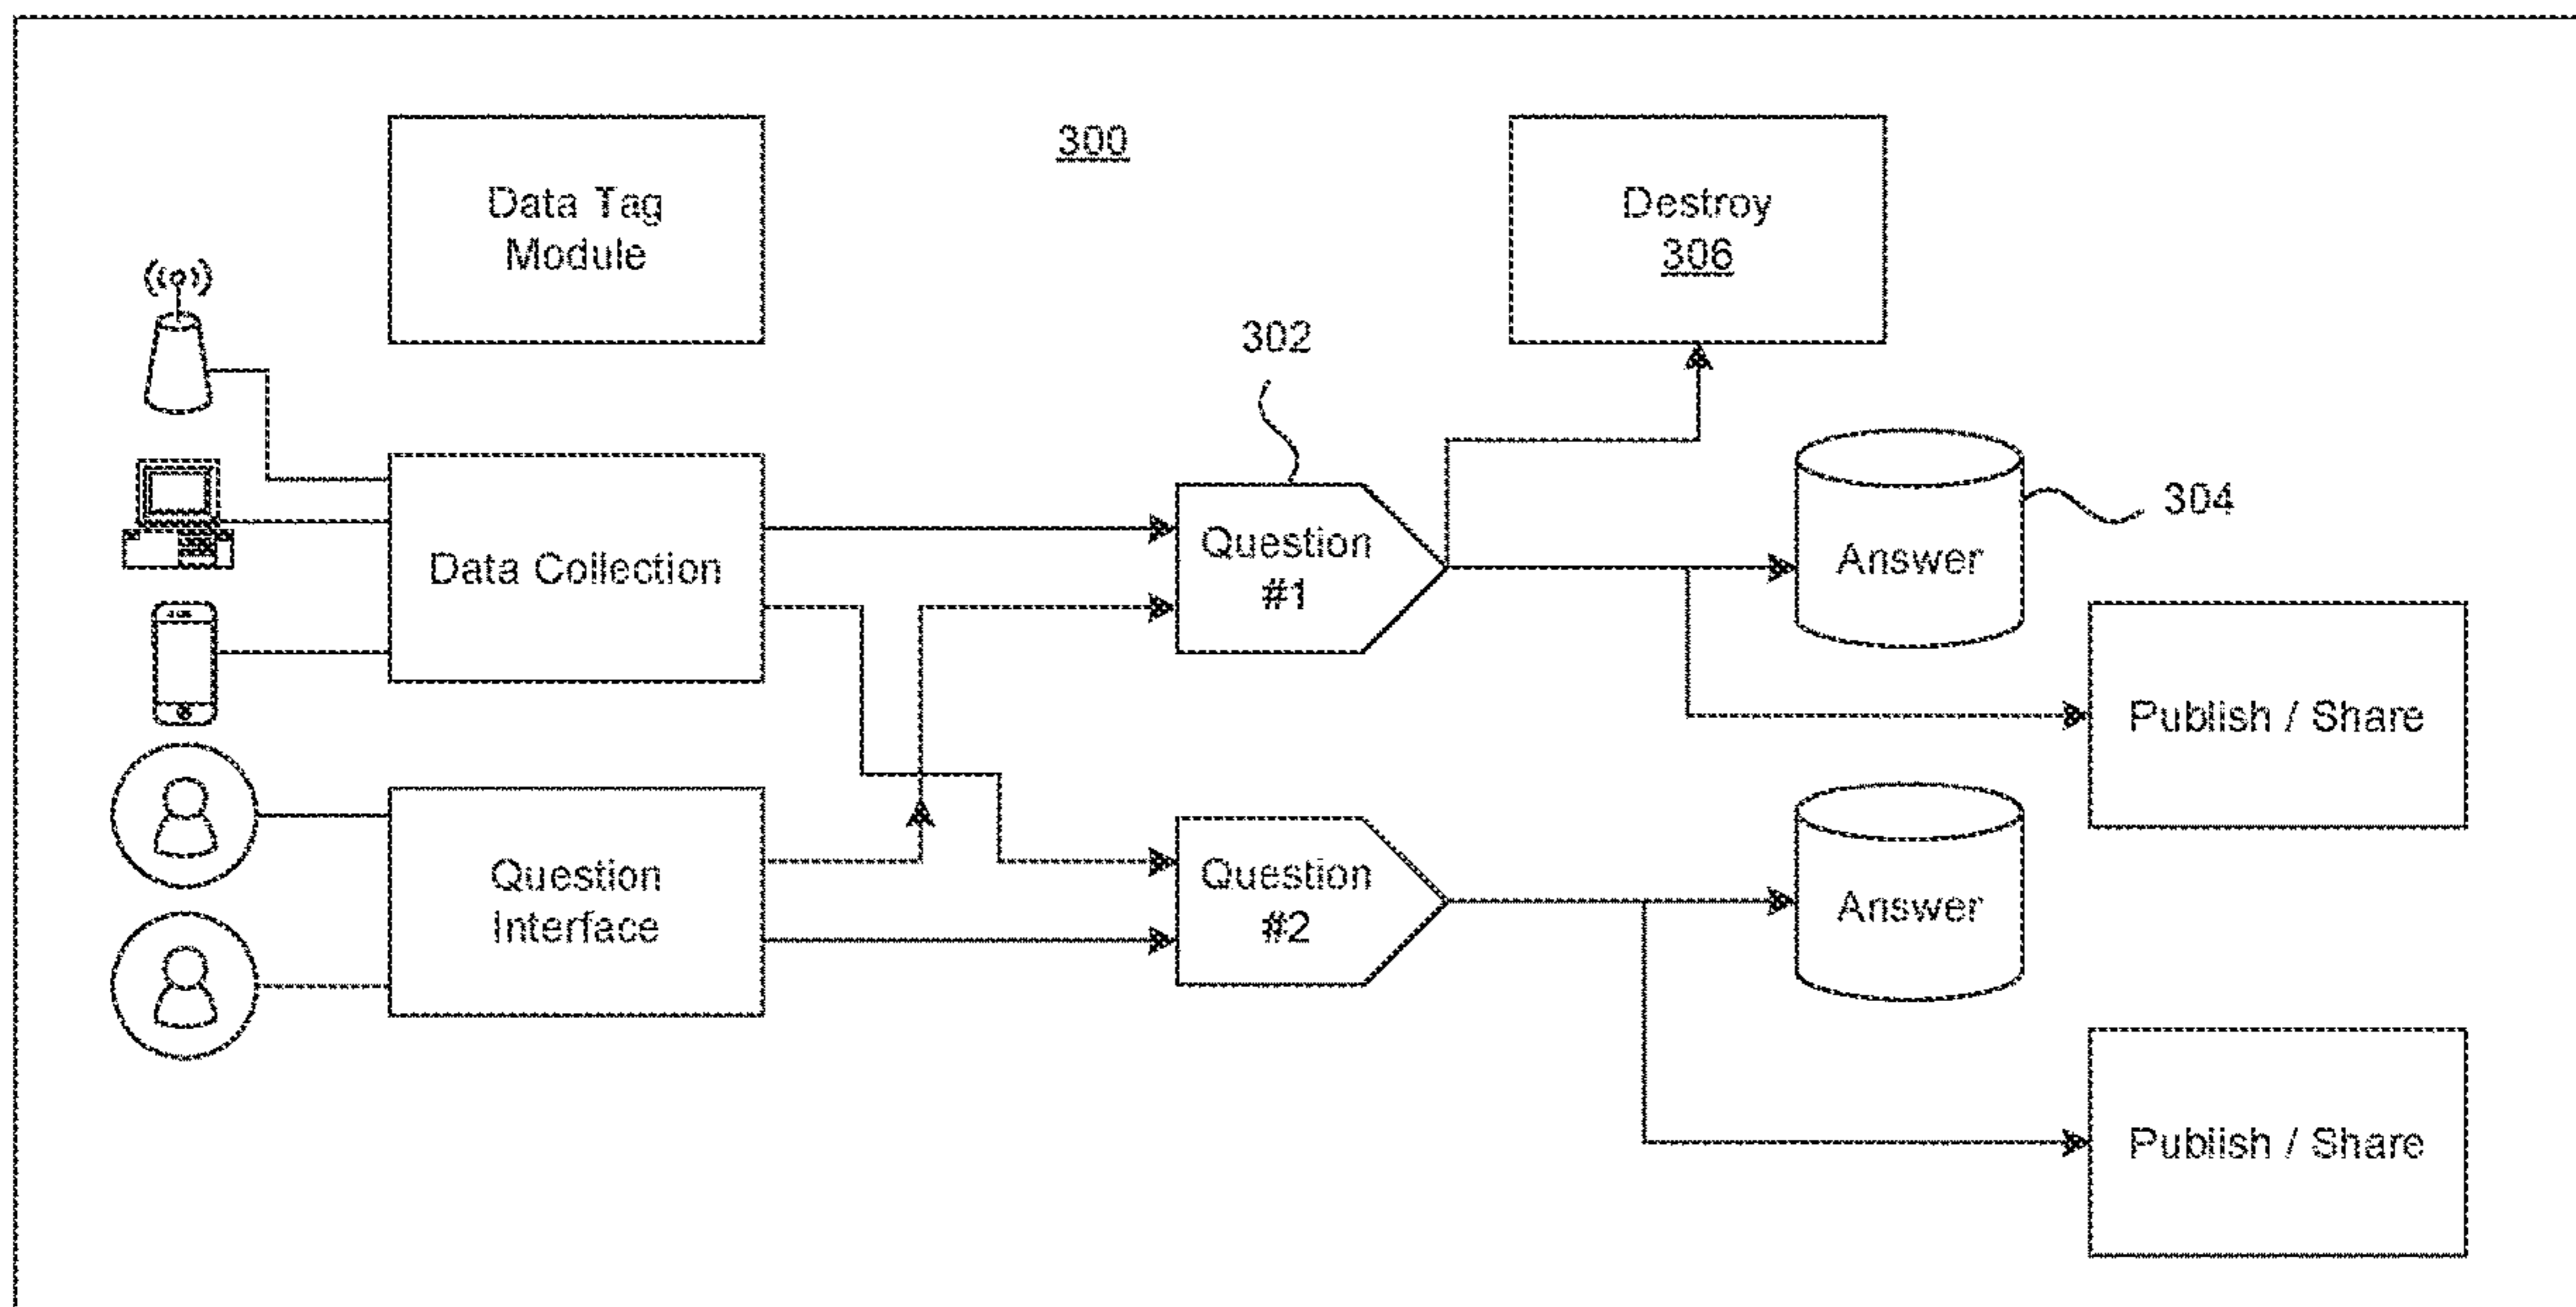 300
Data Tag
Module
Destroy
306
302
304
Data Collection
Question
#1
Answer
Publish / Share
Question
Interface
Question
#2
Answer
Publish / Share